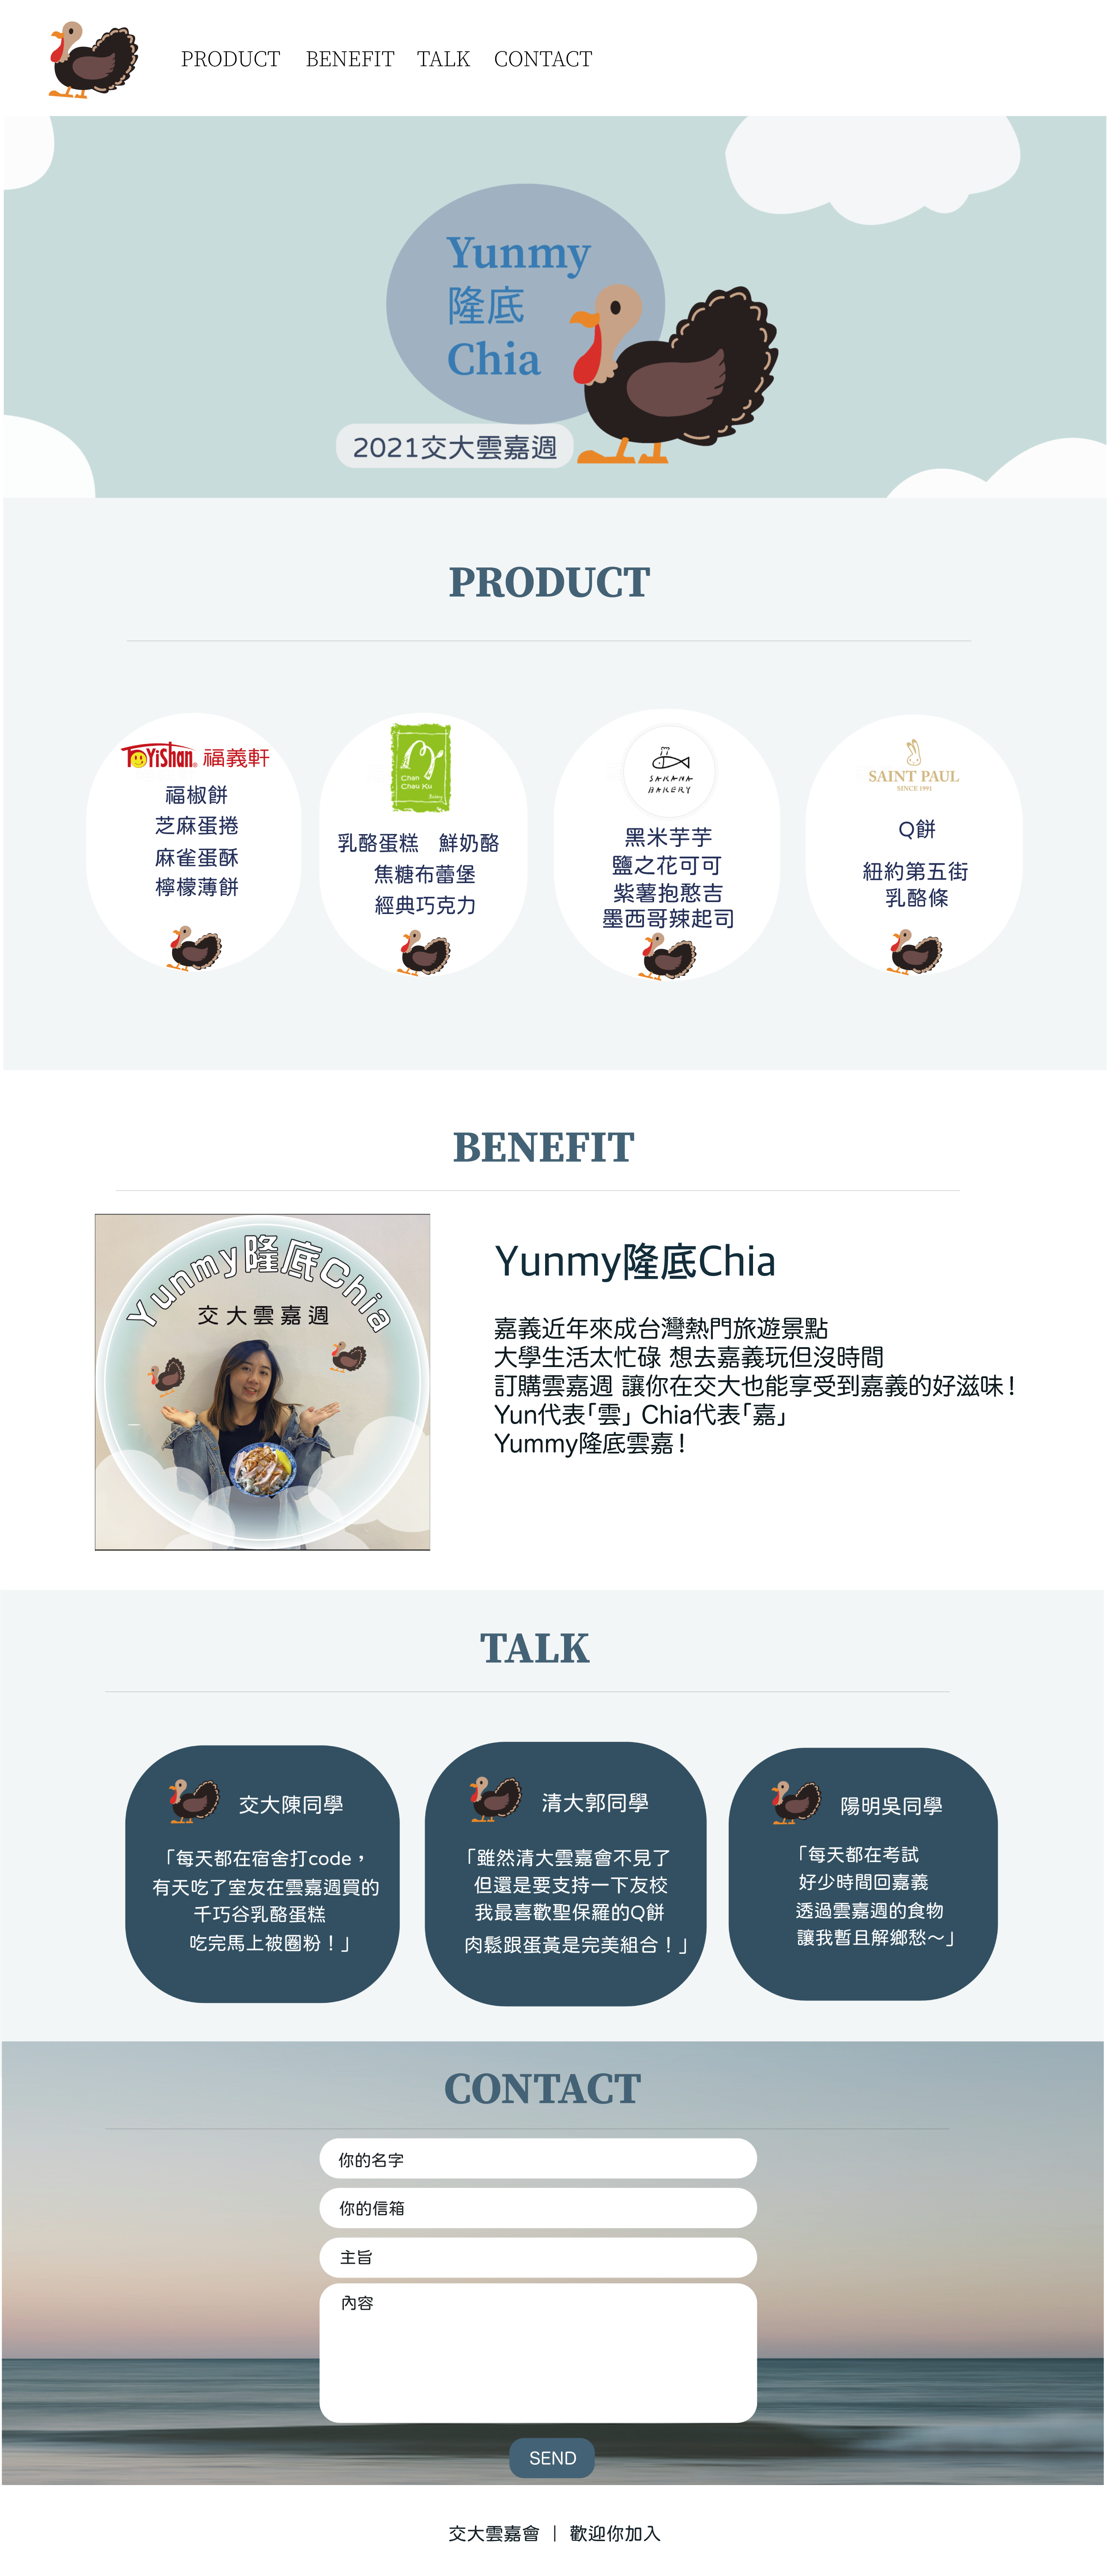 PRODUCT BENEFIT TALK CONTACT
Yunmy
隆底
Chia
2021交大雲嘉週
PRODUCT
FOYiShan® 福義軒
福椒餅
芝麻蛋捲
麻雀蛋酥
檸檬薄餅
Chen
Cheu Ku
Bakery
乳酪蛋糕 鮮奶酪
焦糖布蕾堡
經典巧克力
SAKANA
BAKERY
黑米芋芋
鹽之花可可
紫薯抱憨吉
墨西哥辣起司
SAINT PAUL
SINCE 1991
Q餅
紐約第五街
乳酪條
BENEFIT
Yunmy隆底Chia
交大雲嘉週
Yunmy隆底Chia
嘉義近年來成台灣熱門旅遊景點
大學生活太忙碌 想去嘉義玩但沒時間
訂購雲嘉週 讓你在交大也能享受到嘉義的好滋味！
Yun代表「雲」 Chia代表「嘉」
Yummy隆底雲嘉！
TALK
交大陳同學
「每天都在宿舍打code，
有天吃了室友在雲嘉週買的
千巧谷乳酪蛋糕
吃完馬上被圈粉！」
清大郭同學
「雖然清大雲嘉會不見了
但還是要支持一下友校
我最喜歡聖保羅的Q餅
肉鬆跟蛋黃是完美組合！」
陽明吳同學
「每天都在考試
好少時間回嘉義
透過雲嘉週的食物
讓我暫且解鄉愁～」
CONTACT
你的名字
你的信箱
主旨
內容
SEND
交大雲嘉會 | 歡迎你加入